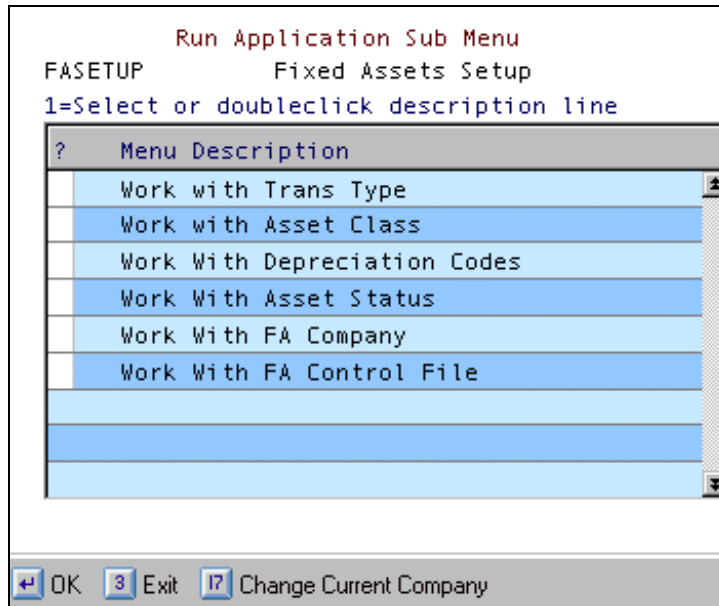 Run Application Sub Menu
FASETUP Fixed Assets Setup
1=Select or doubleclick description line
? Menu Description
Work with Trans Type
Work with Asset Class
Work With Depreciation Codes
Work With Asset Status
Work With FA Company
Work With FA Control File
↵ OK 3 Exit 17 Change Current Company